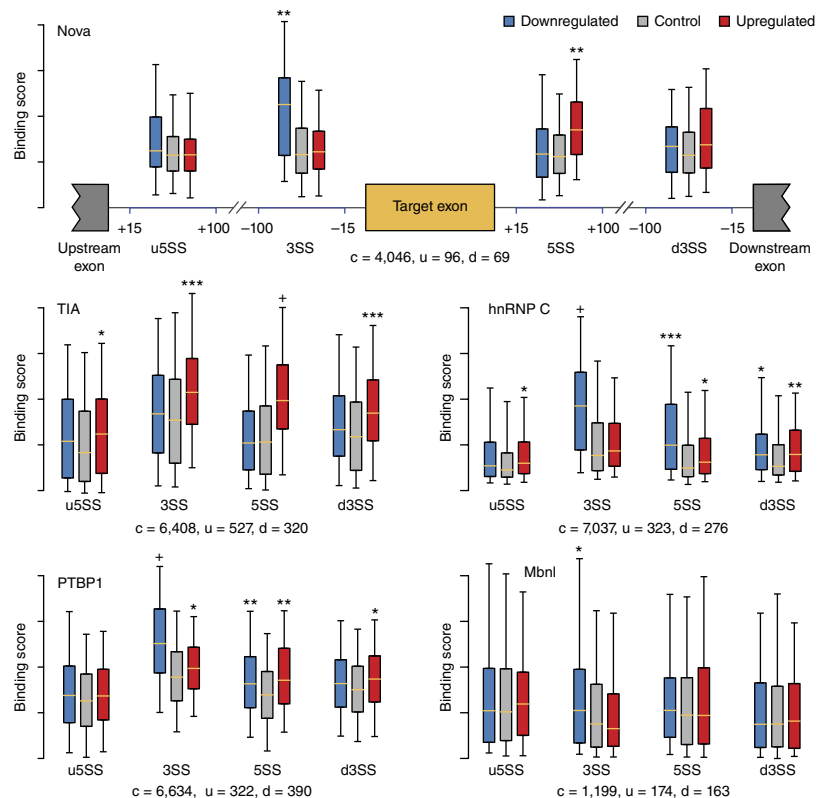 Nova
Downregulated Control Upregulated
Binding score
** **
Target exon
+15 +100 −100 −15 +15 +100 −100 −15
Upstream exon u5SS 3SS 5SS d3SS Downstream exon
c = 4,046, u = 96, d = 69
TIA
Binding score
* *** + ***
u5SS 3SS 5SS d3SS
c = 6,408, u = 527, d = 320
hnRNP C
Binding score
* + *** * * **
u5SS 3SS 5SS d3SS
c = 7,037, u = 323, d = 276
PTBP1
Binding score
+ * ** ** *
u5SS 3SS 5SS d3SS
c = 6,634, u = 322, d = 390
Mbnl
Binding score
*
u5SS 3SS 5SS d3SS
c = 1,199, u = 174, d = 163